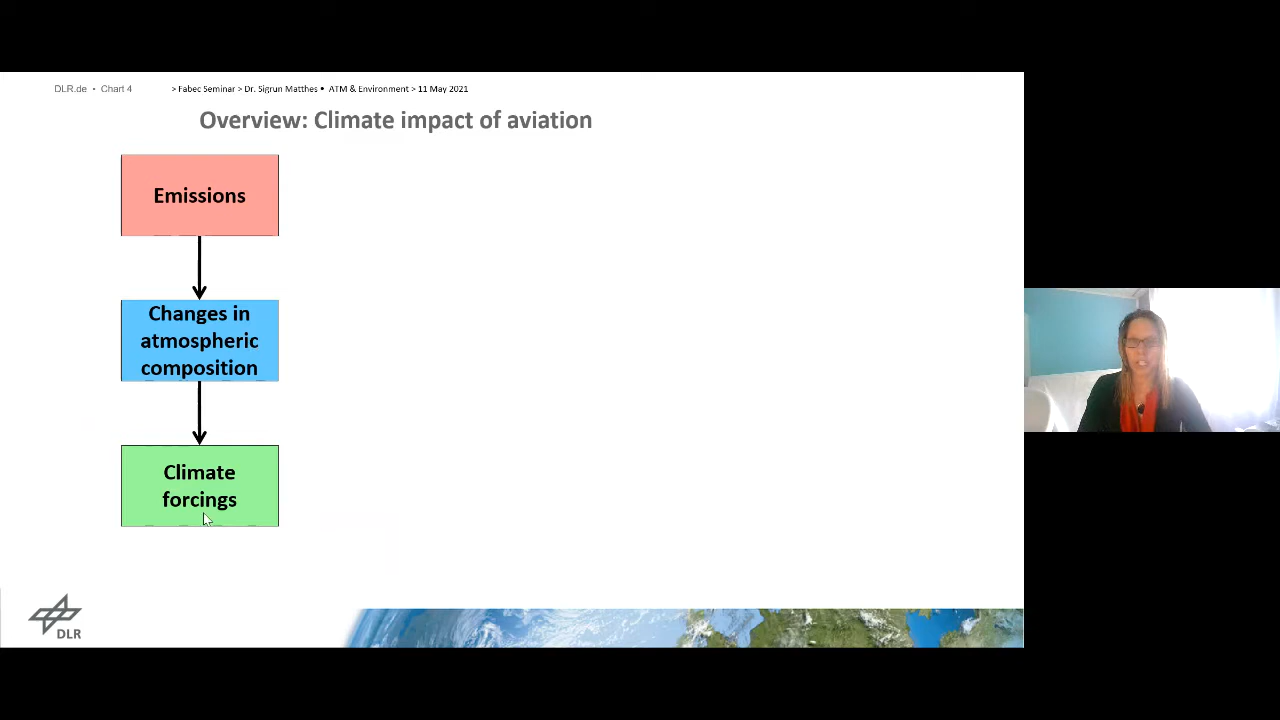 DLR.de • Chart 4
> Fabec Seminar > Dr. Sigrun Matthes • ATM & Environment > 11 May 2021
Overview: Climate impact of aviation
Emissions
Changes in
atmospheric
composition
Climate
forcings
DLR